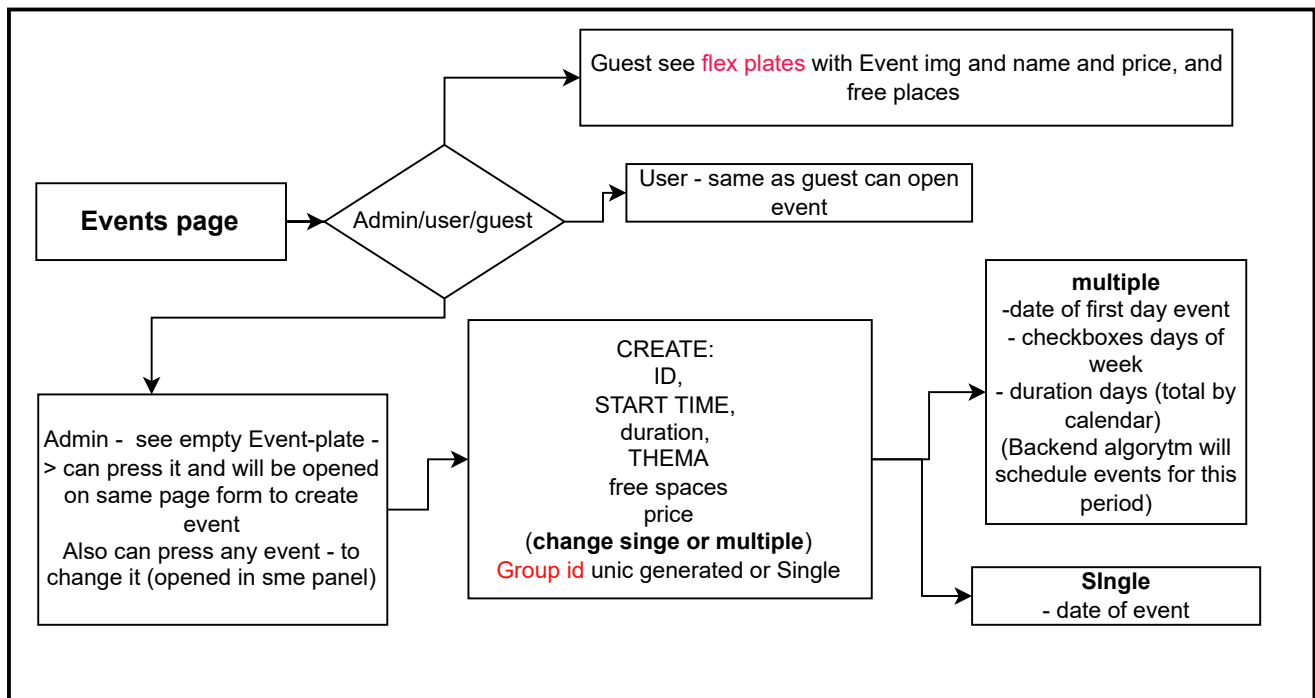 Guest see flex plates with Event img and name and price, and
free places
User - same as guest can open
event
Events page
Admin/user/guest
multiple
-date of first day event
- checkboxes days of
week
- duration days (total by
calendar)
(Backend algorytm will
schedule events for this
period)
CREATE:
ID,
START TIME,
duration,
THEMA
free spaces
price
(change singe or multiple)
Group id unic generated or Single
Admin -  see empty Event-plate -
> can press it and will be opened
on same page form to create
event
Also can press any event - to
change it (opened in sme panel)
SIngle
- date of event